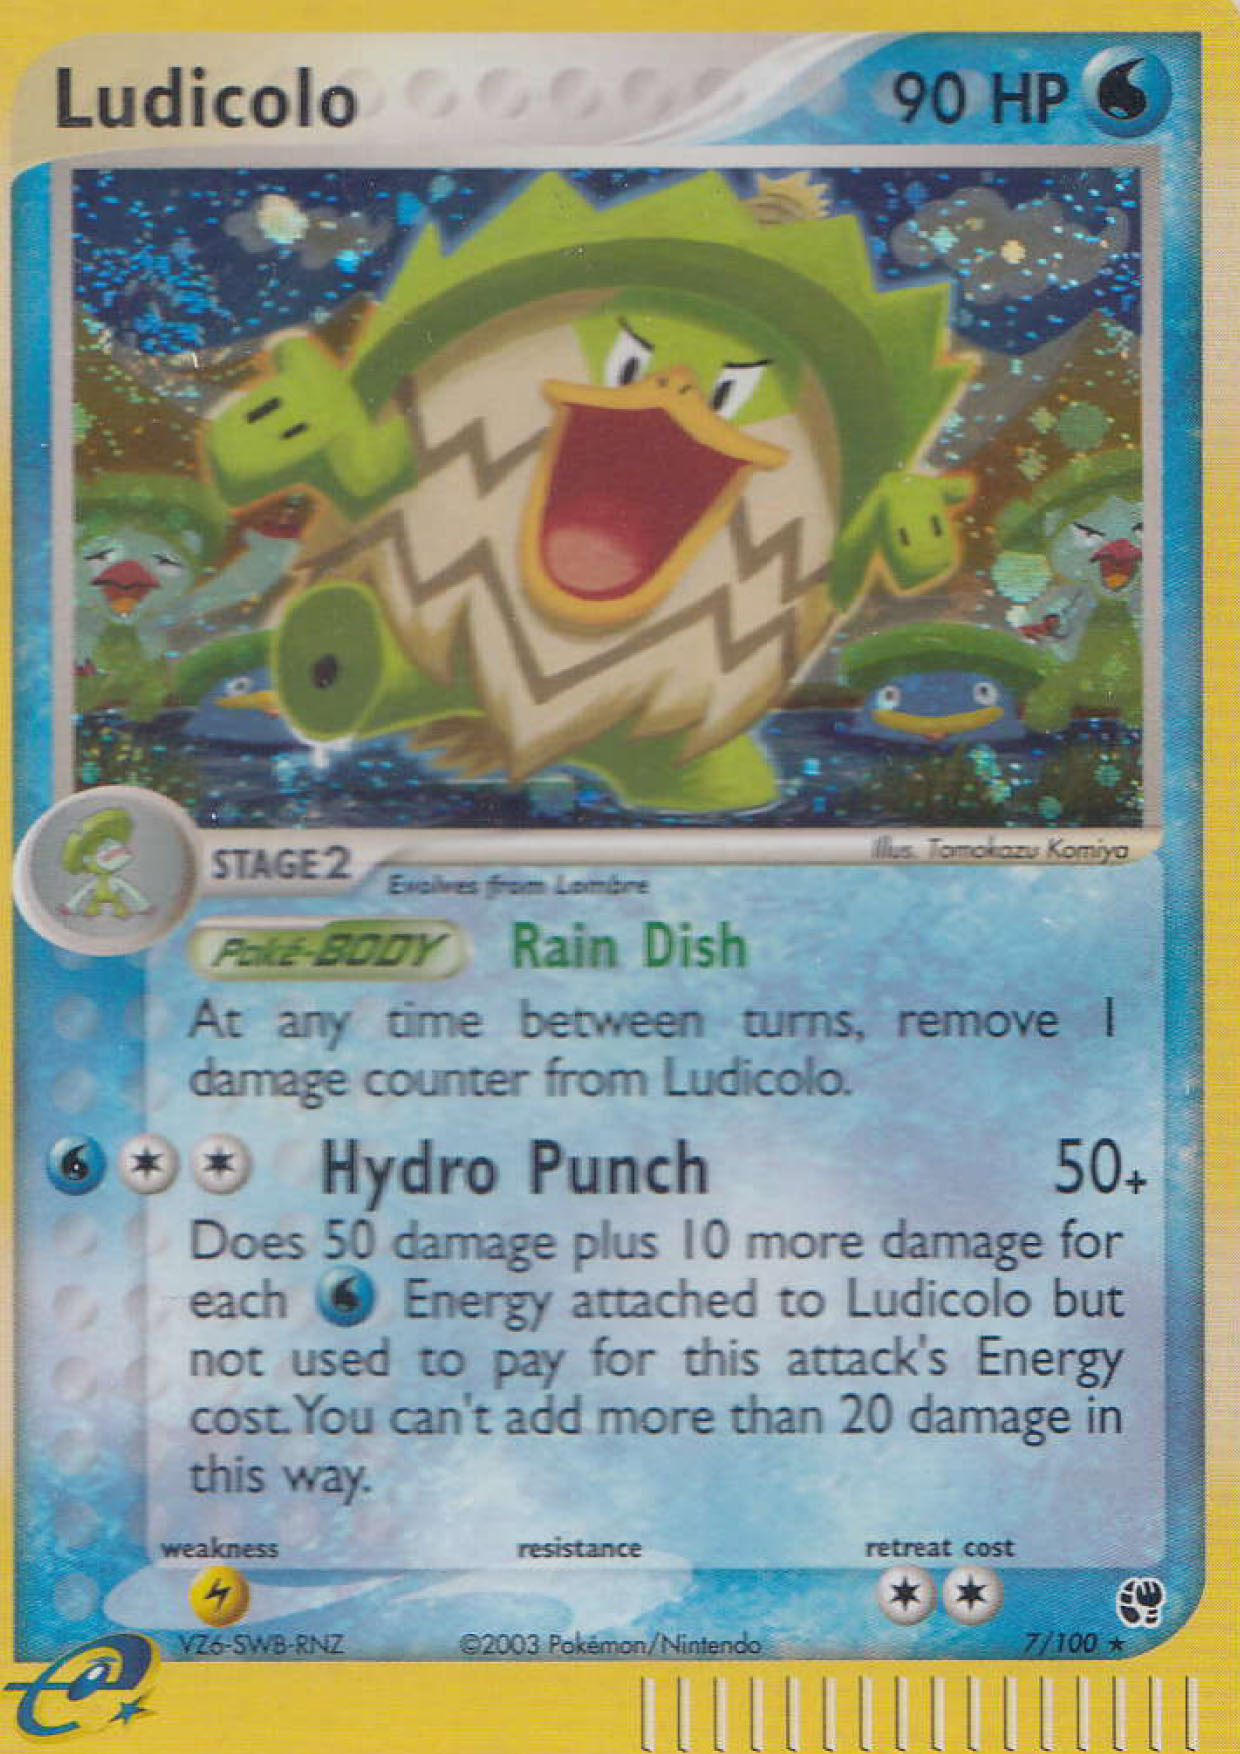 Ludicolo 90 HP
Illus. Tomokazu Komiya
STAGE 2
Evolves from Lombre
Poké-BODY Rain Dish
At any time between turns, remove 1
damage counter from Ludicolo.
Hydro Punch 50+
Does 50 damage plus 10 more damage for
each Energy attached to Ludicolo but
not used to pay for this attack's Energy
cost. You can't add more than 20 damage in
this way.
weakness resistance retreat cost
VZ6-SWB-RNZ ©2003 Pokémon/Nintendo 7/100 ★
e